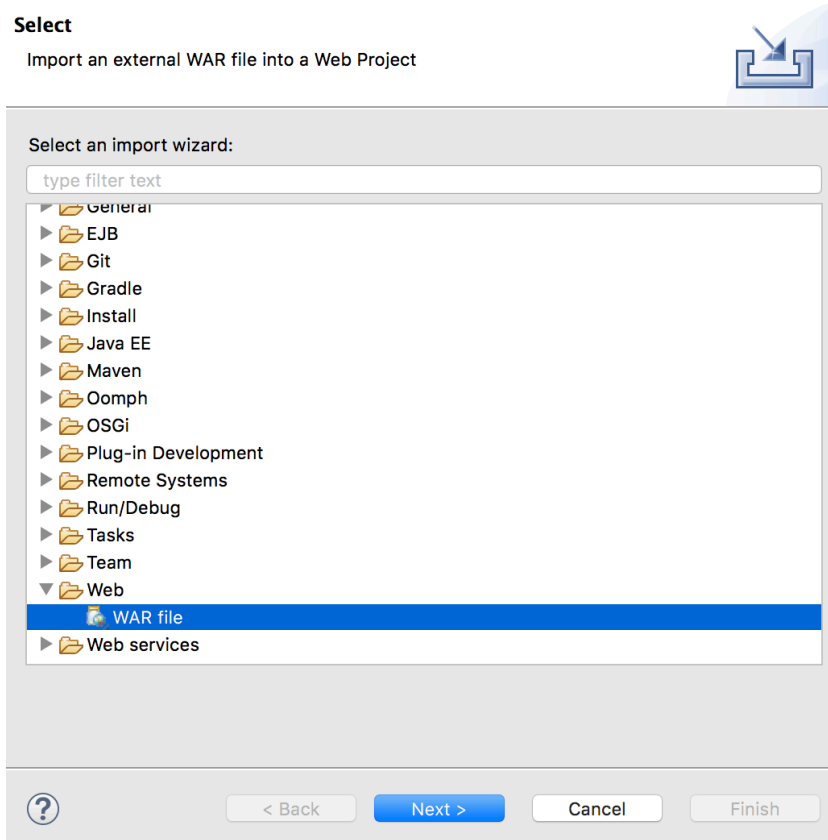 Select
Import an external WAR file into a Web Project
Select an import wizard:
type filter text
General
EJB
Git
Gradle
Install
Java EE
Maven
Oomph
OSGi
Plug-in Development
Remote Systems
Run/Debug
Tasks
Team
Web
WAR file
Web services
?
< Back Next > Cancel Finish